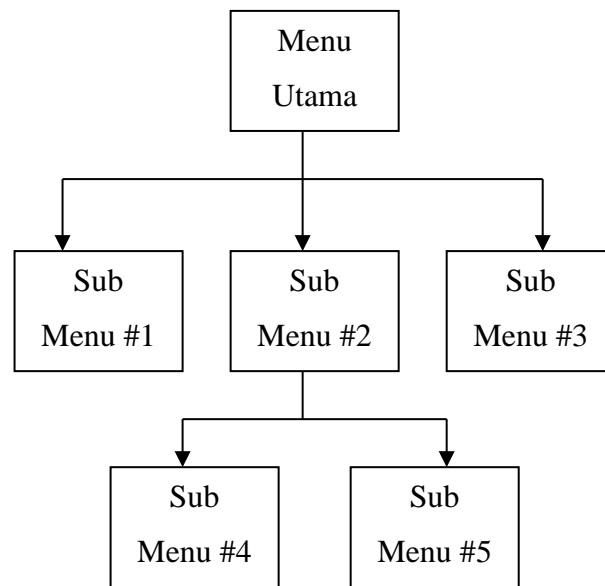 Menu
Utama
Sub
Menu #1
Sub
Menu #2
Sub
Menu #3
Sub
Menu #4
Sub
Menu #5